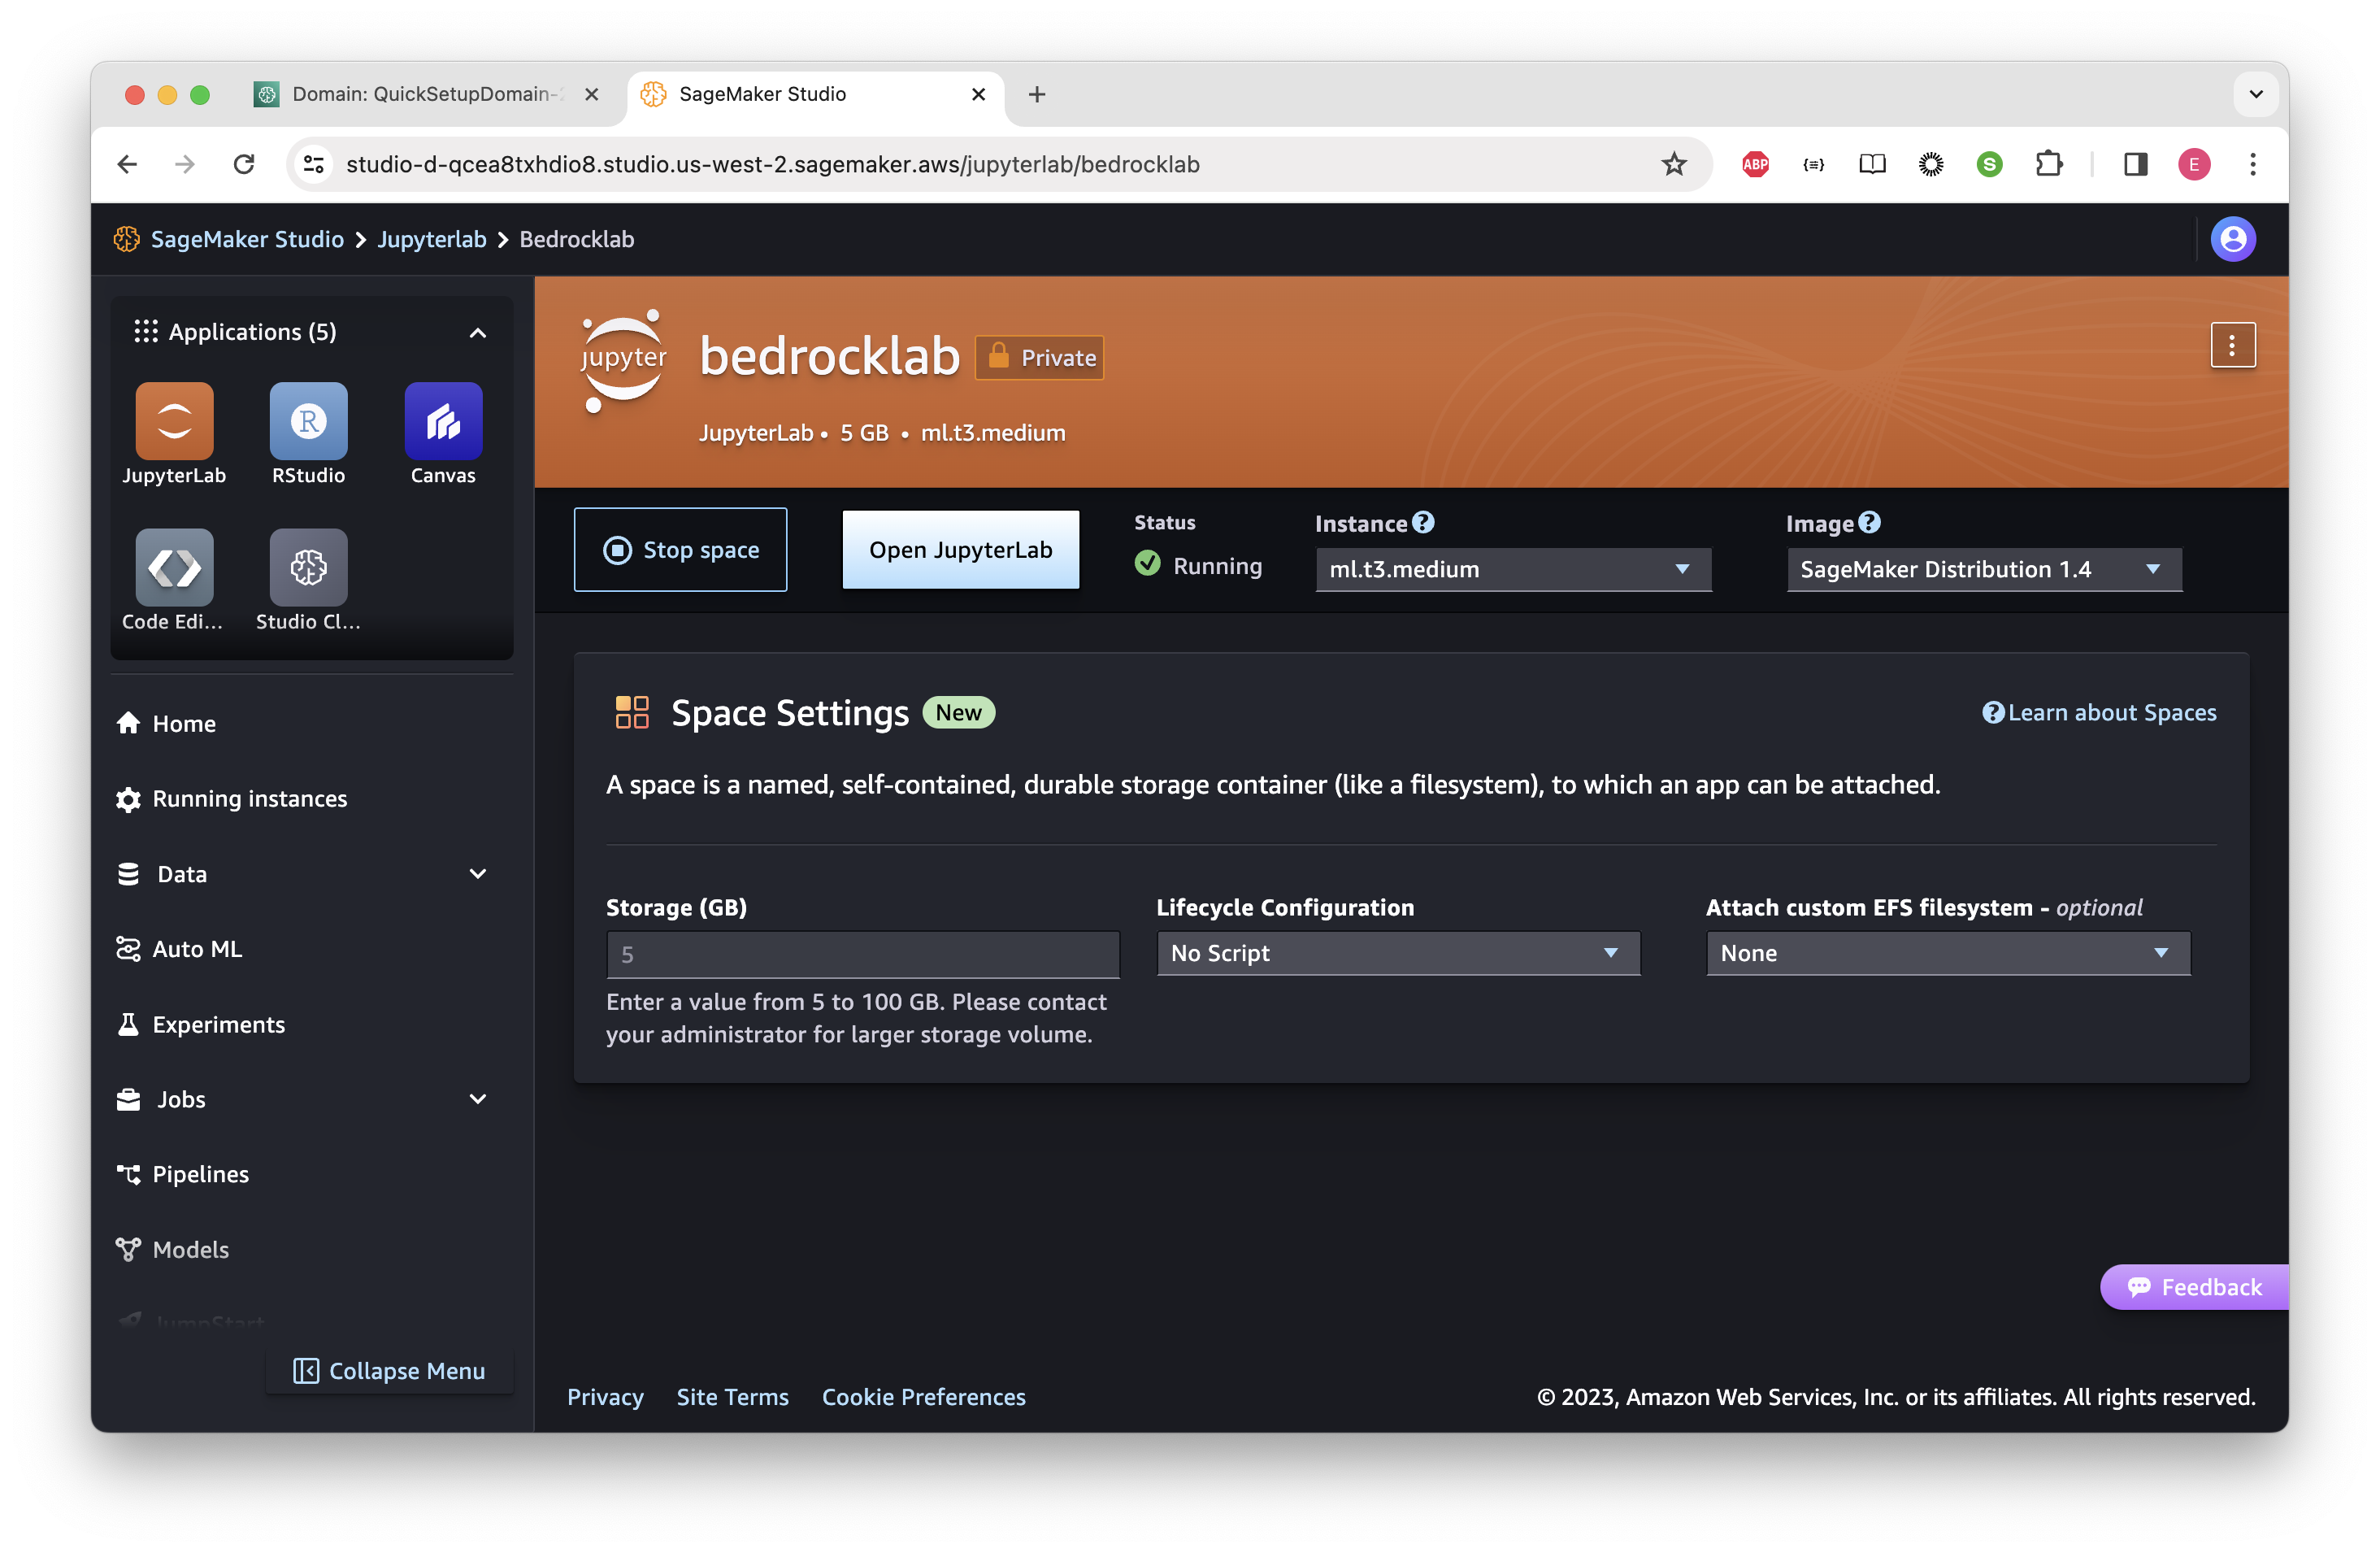 Domain: QuickSetupDomain-
SageMaker Studio
studio-d-qcea8txhdio8.studio.us-west-2.sagemaker.aws/jupyterlab/bedrocklab
ABP
{≡}
S
E
SageMaker Studio > Jupyterlab > Bedrocklab
Applications (5)
JupyterLab
R
RStudio
Canvas
Code Edi...
Studio Cl...
Home
Running instances
Data
Auto ML
Experiments
Jobs
Pipelines
Models
JumpStart
Collapse Menu
jupyter
bedrocklab
Private
JupyterLab • 5 GB • ml.t3.medium
Stop space
Open JupyterLab
Status
Running
Instance
ml.t3.medium
Image
SageMaker Distribution 1.4
Space Settings
New
Learn about Spaces
A space is a named, self-contained, durable storage container (like a filesystem), to which an app can be attached.
Storage (GB)
5
Enter a value from 5 to 100 GB. Please contact
your administrator for larger storage volume.
Lifecycle Configuration
No Script
Attach custom EFS filesystem - optional
None
Feedback
Privacy
Site Terms
Cookie Preferences
© 2023, Amazon Web Services, Inc. or its affiliates. All rights reserved.